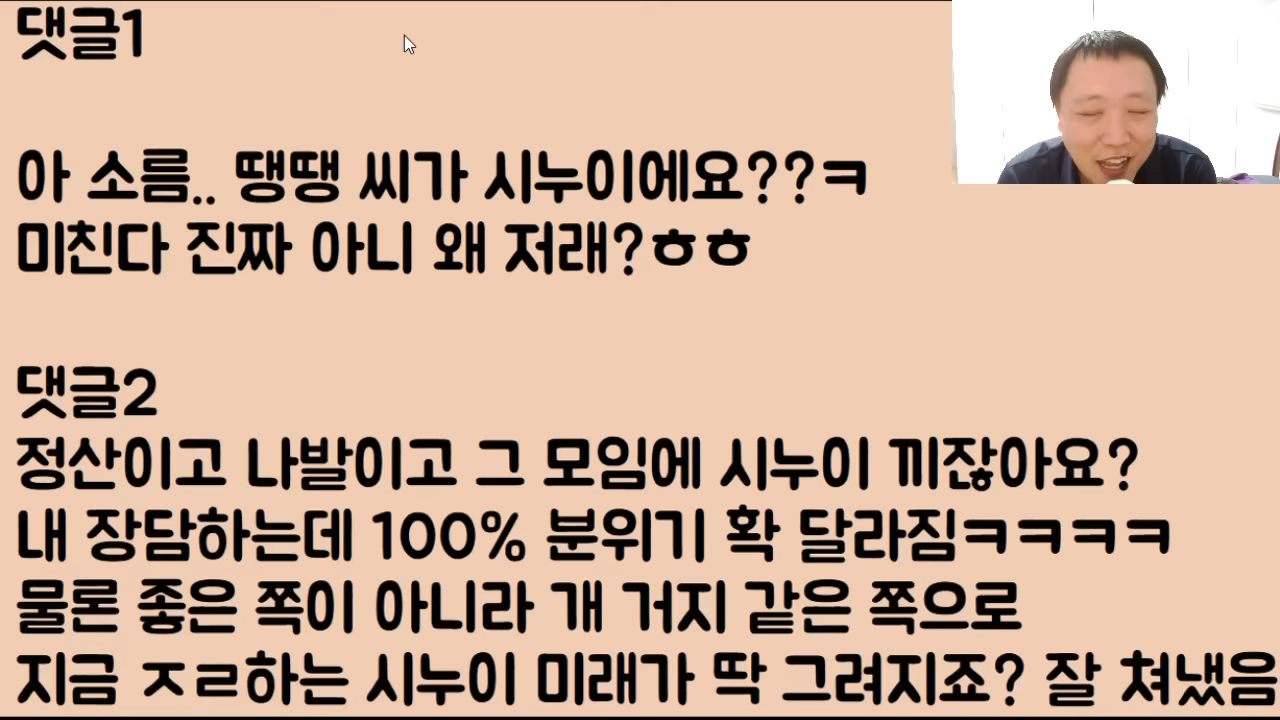 댓글1
아 소름.. 땡땡 씨가 시누이에요??ㅋ
미친다 진짜 아니 왜 저래?ㅎㅎ
댓글2
정산이고 나발이고 그 모임에 시누이 끼잖아요?
내 장담하는데 100% 분위기 확 달라짐ㅋㅋㅋㅋ
물론 좋은 쪽이 아니라 개 거지 같은 쪽으로
지금 ㅈㄹ하는 시누이 미래가 딱 그려지죠? 잘 쳐냈음